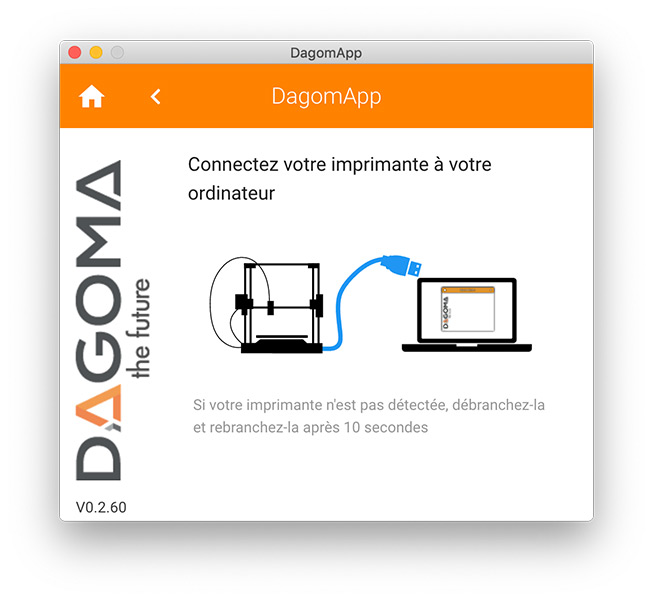 DagomApp
DagomApp
Connectez votre imprimante à votre
ordinateur
DAGOMA
the future
Si votre imprimante n'est pas détectée, débranchez-la
et rebranchez-la après 10 secondes
V0.2.60